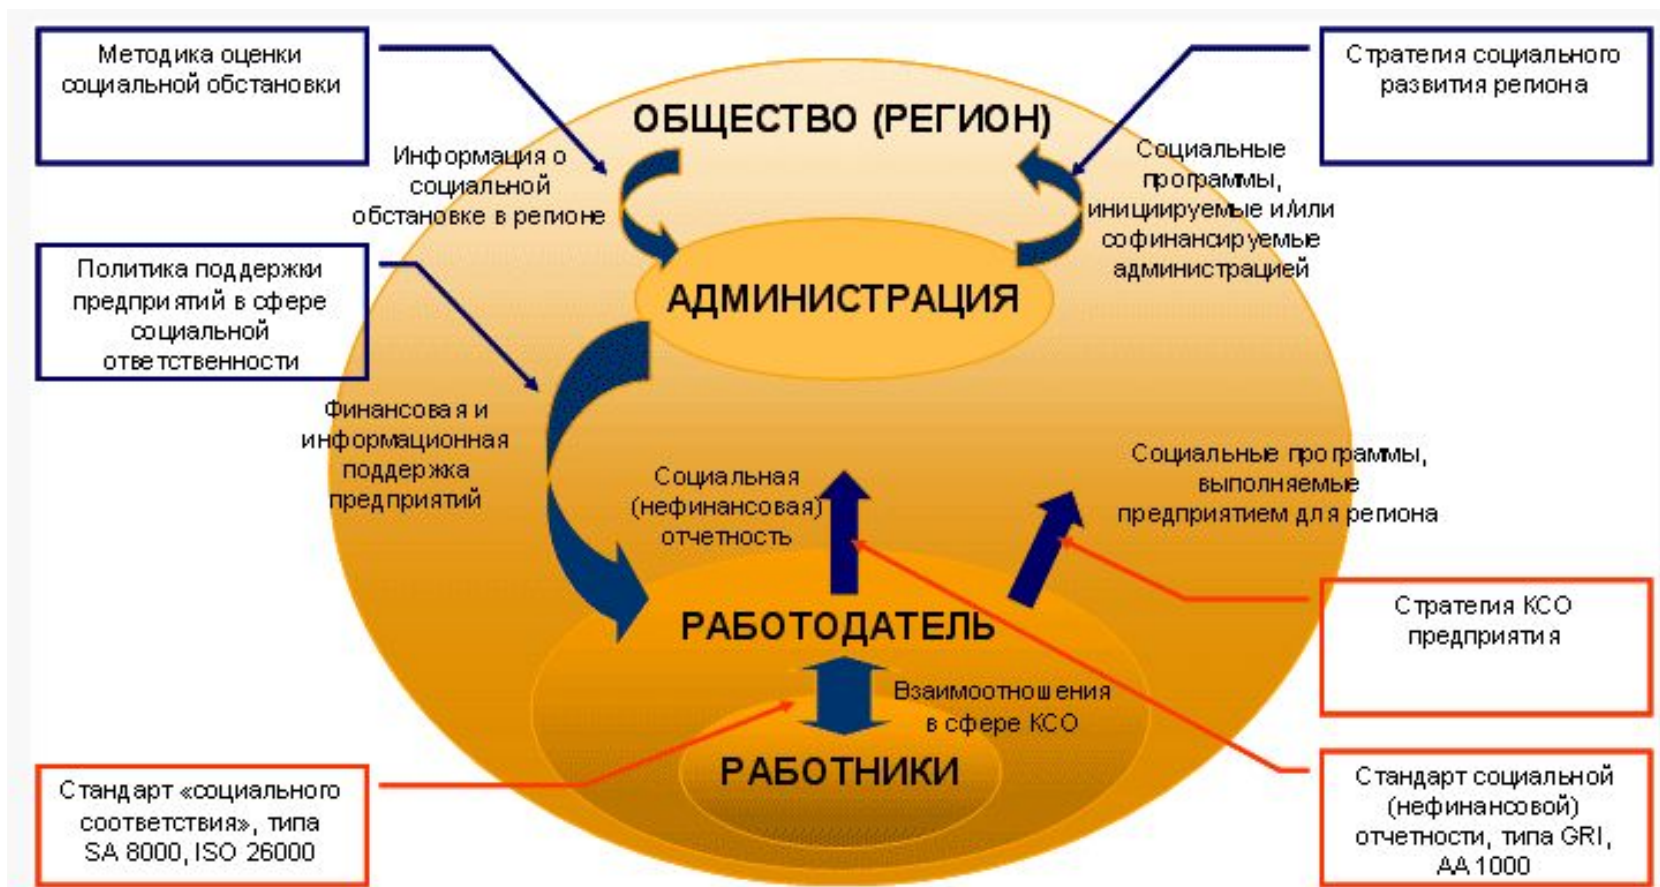 Методика оценки
социальной обстановки
Стратегия социального
развития региона
ОБЩЕСТВО (РЕГИОН)
Информация о
социальной
обстановке в регионе
Социальные
программы,
инициируемые и/или
софинансируемые
администрацией
Политика поддержки
предприятий в сфере
социальной
ответственности
АДМИНИСТРАЦИЯ
Финансовая и
информационная
поддержка
предприятий
Социальная
(нефинансовая)
отчетность
Социальные программы,
выполняемые
предприятием для региона
РАБОТОДАТЕЛЬ
Стратегия КСО
предприятия
Взаимоотношения
в сфере КСО
РАБОТНИКИ
Стандарт «социального
соответствия», типа
SA 8000, ISO 26000
Стандарт социальной
(нефинансовой)
отчетности, типа GRI,
AA 1000